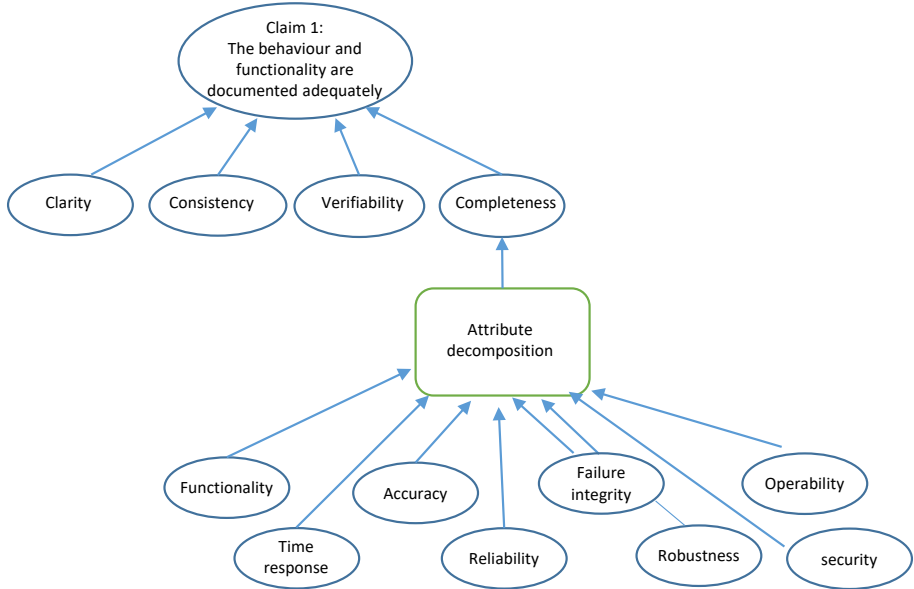 Claim 1:
The behaviour and
functionality are
documented adequately
Clarity
Consistency
Verifiability
Completeness
Attribute
decomposition
Functionality
Accuracy
Failure
integrity
Operability
Time
response
Reliability
Robustness
security